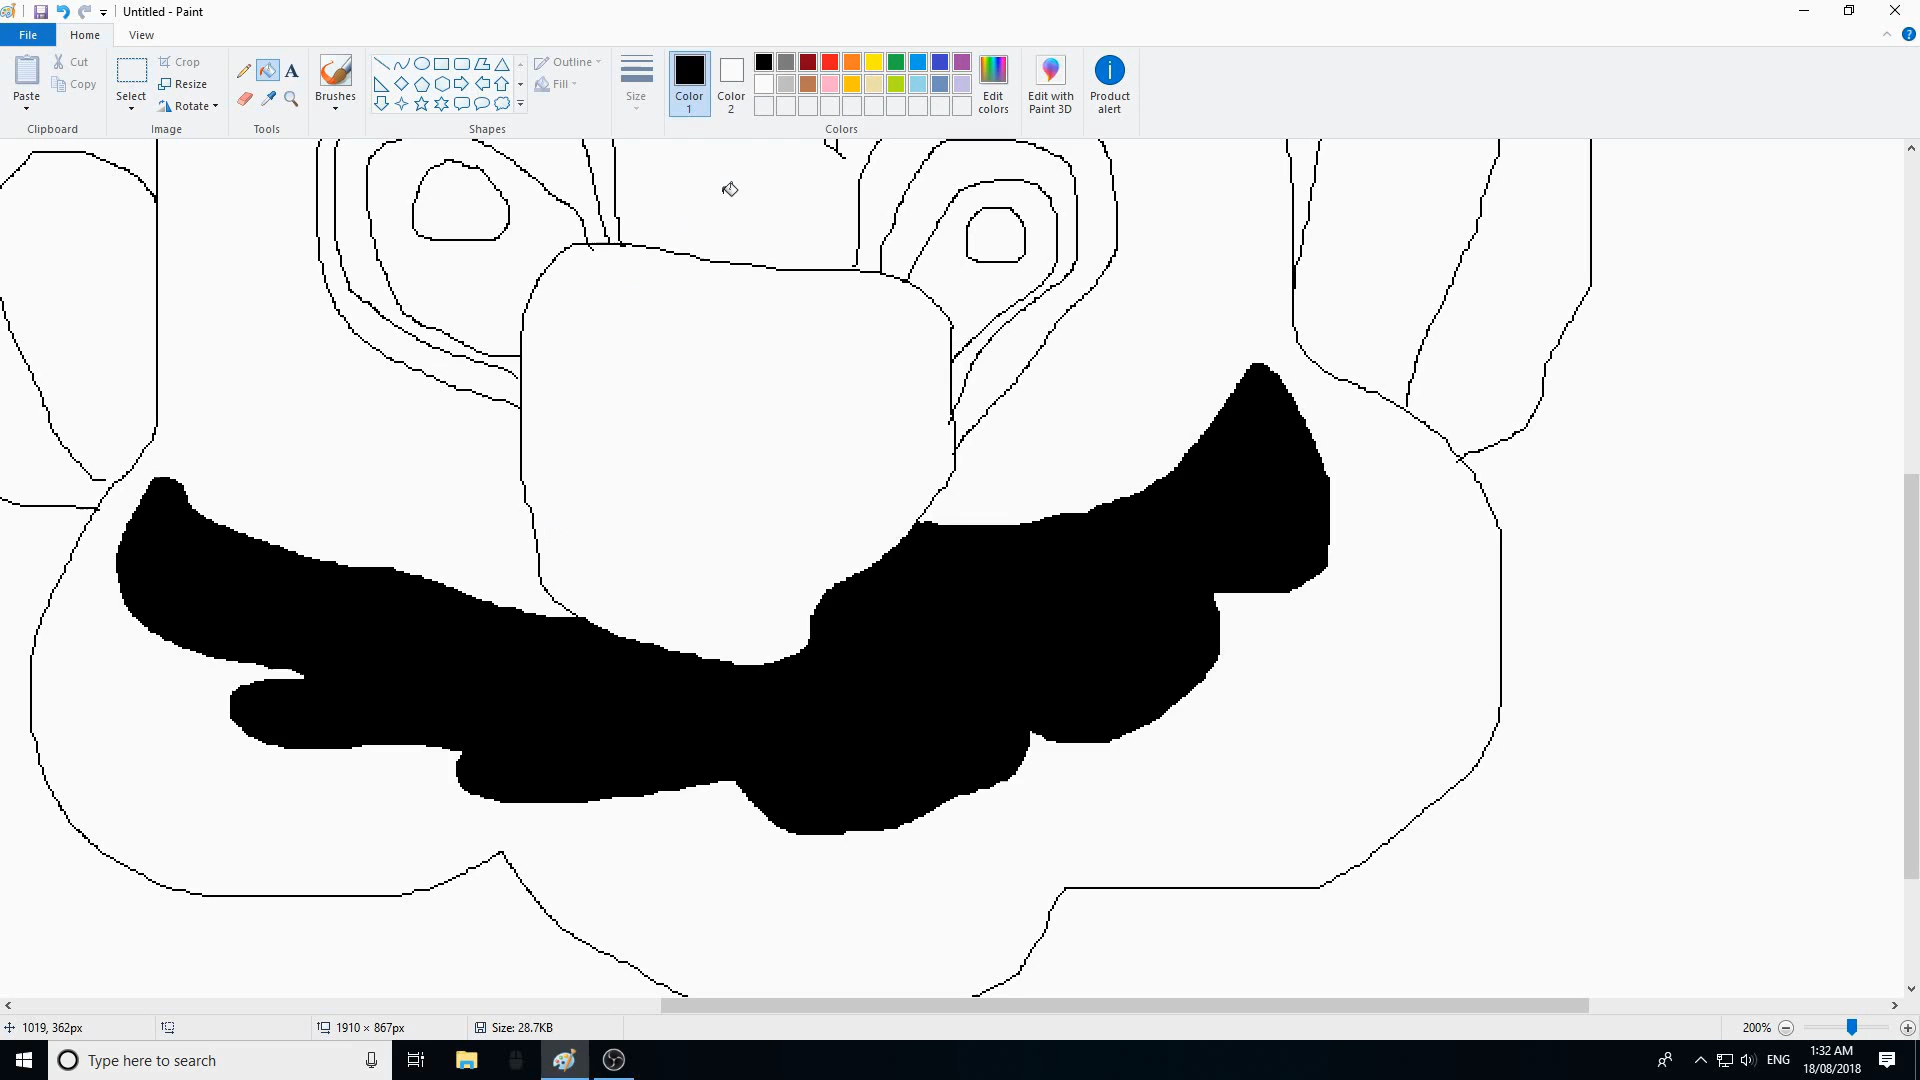 Untitled - Paint
File
Home
View
Paste
Cut
Copy
Clipboard
Select
Crop
Resize
Rotate
Image
A
Tools
Brushes
Outline
Fill
Shapes
Size
Color 1
Color 2
Edit colors
Colors
Edit with Paint 3D
Product alert
1019, 362px
1910 × 867px
Size: 28.7KB
200%
Type here to search
ENG
1:32 AM
18/08/2018